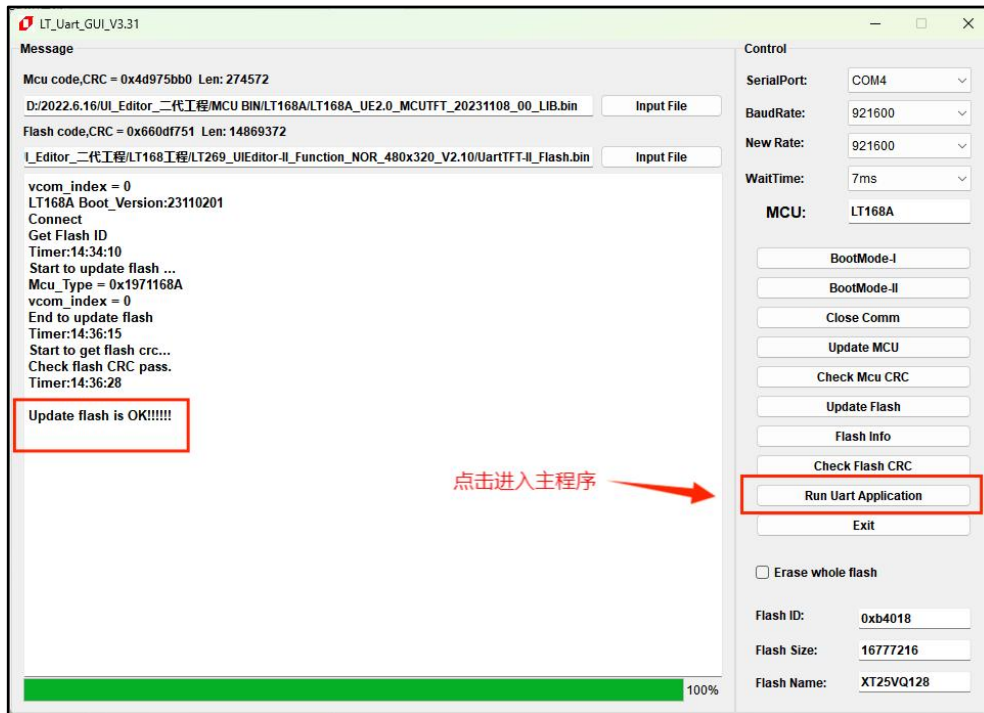 LT_Uart_GUI_V3.31
Message
Mcu code,CRC = 0x4d975bb0 Len: 274572
D:/2022.6.16/UI_Editor_二代工程/MCU BIN/LT168A/LT168A_UE2.0_MCUTFT_20231108_00_LIB.bin
Input File
Flash code,CRC = 0x660df751 Len: 14869372
I_Editor_二代工程/LT168工程/LT269_UIEditor-II_Function_NOR_480x320_V2.10/UartTFT-II_Flash.bin
Input File
vcom_index = 0
LT168A Boot_Version:23110201
Connect
Get Flash ID
Timer:14:34:10
Start to update flash ...
Mcu_Type = 0x1971168A
vcom_index = 0
End to update flash
Timer:14:36:15
Start to get flash crc...
Check flash CRC pass.
Timer:14:36:28
Update flash is OK!!!!!!
点击进入主程序
100%
Control
SerialPort:
COM4
BaudRate:
921600
New Rate:
921600
WaitTime:
7ms
MCU:
LT168A
BootMode-I
BootMode-II
Close Comm
Update MCU
Check Mcu CRC
Update Flash
Flash Info
Check Flash CRC
Run Uart Application
Exit
Erase whole flash
Flash ID:
0xb4018
Flash Size:
16777216
Flash Name:
XT25VQ128